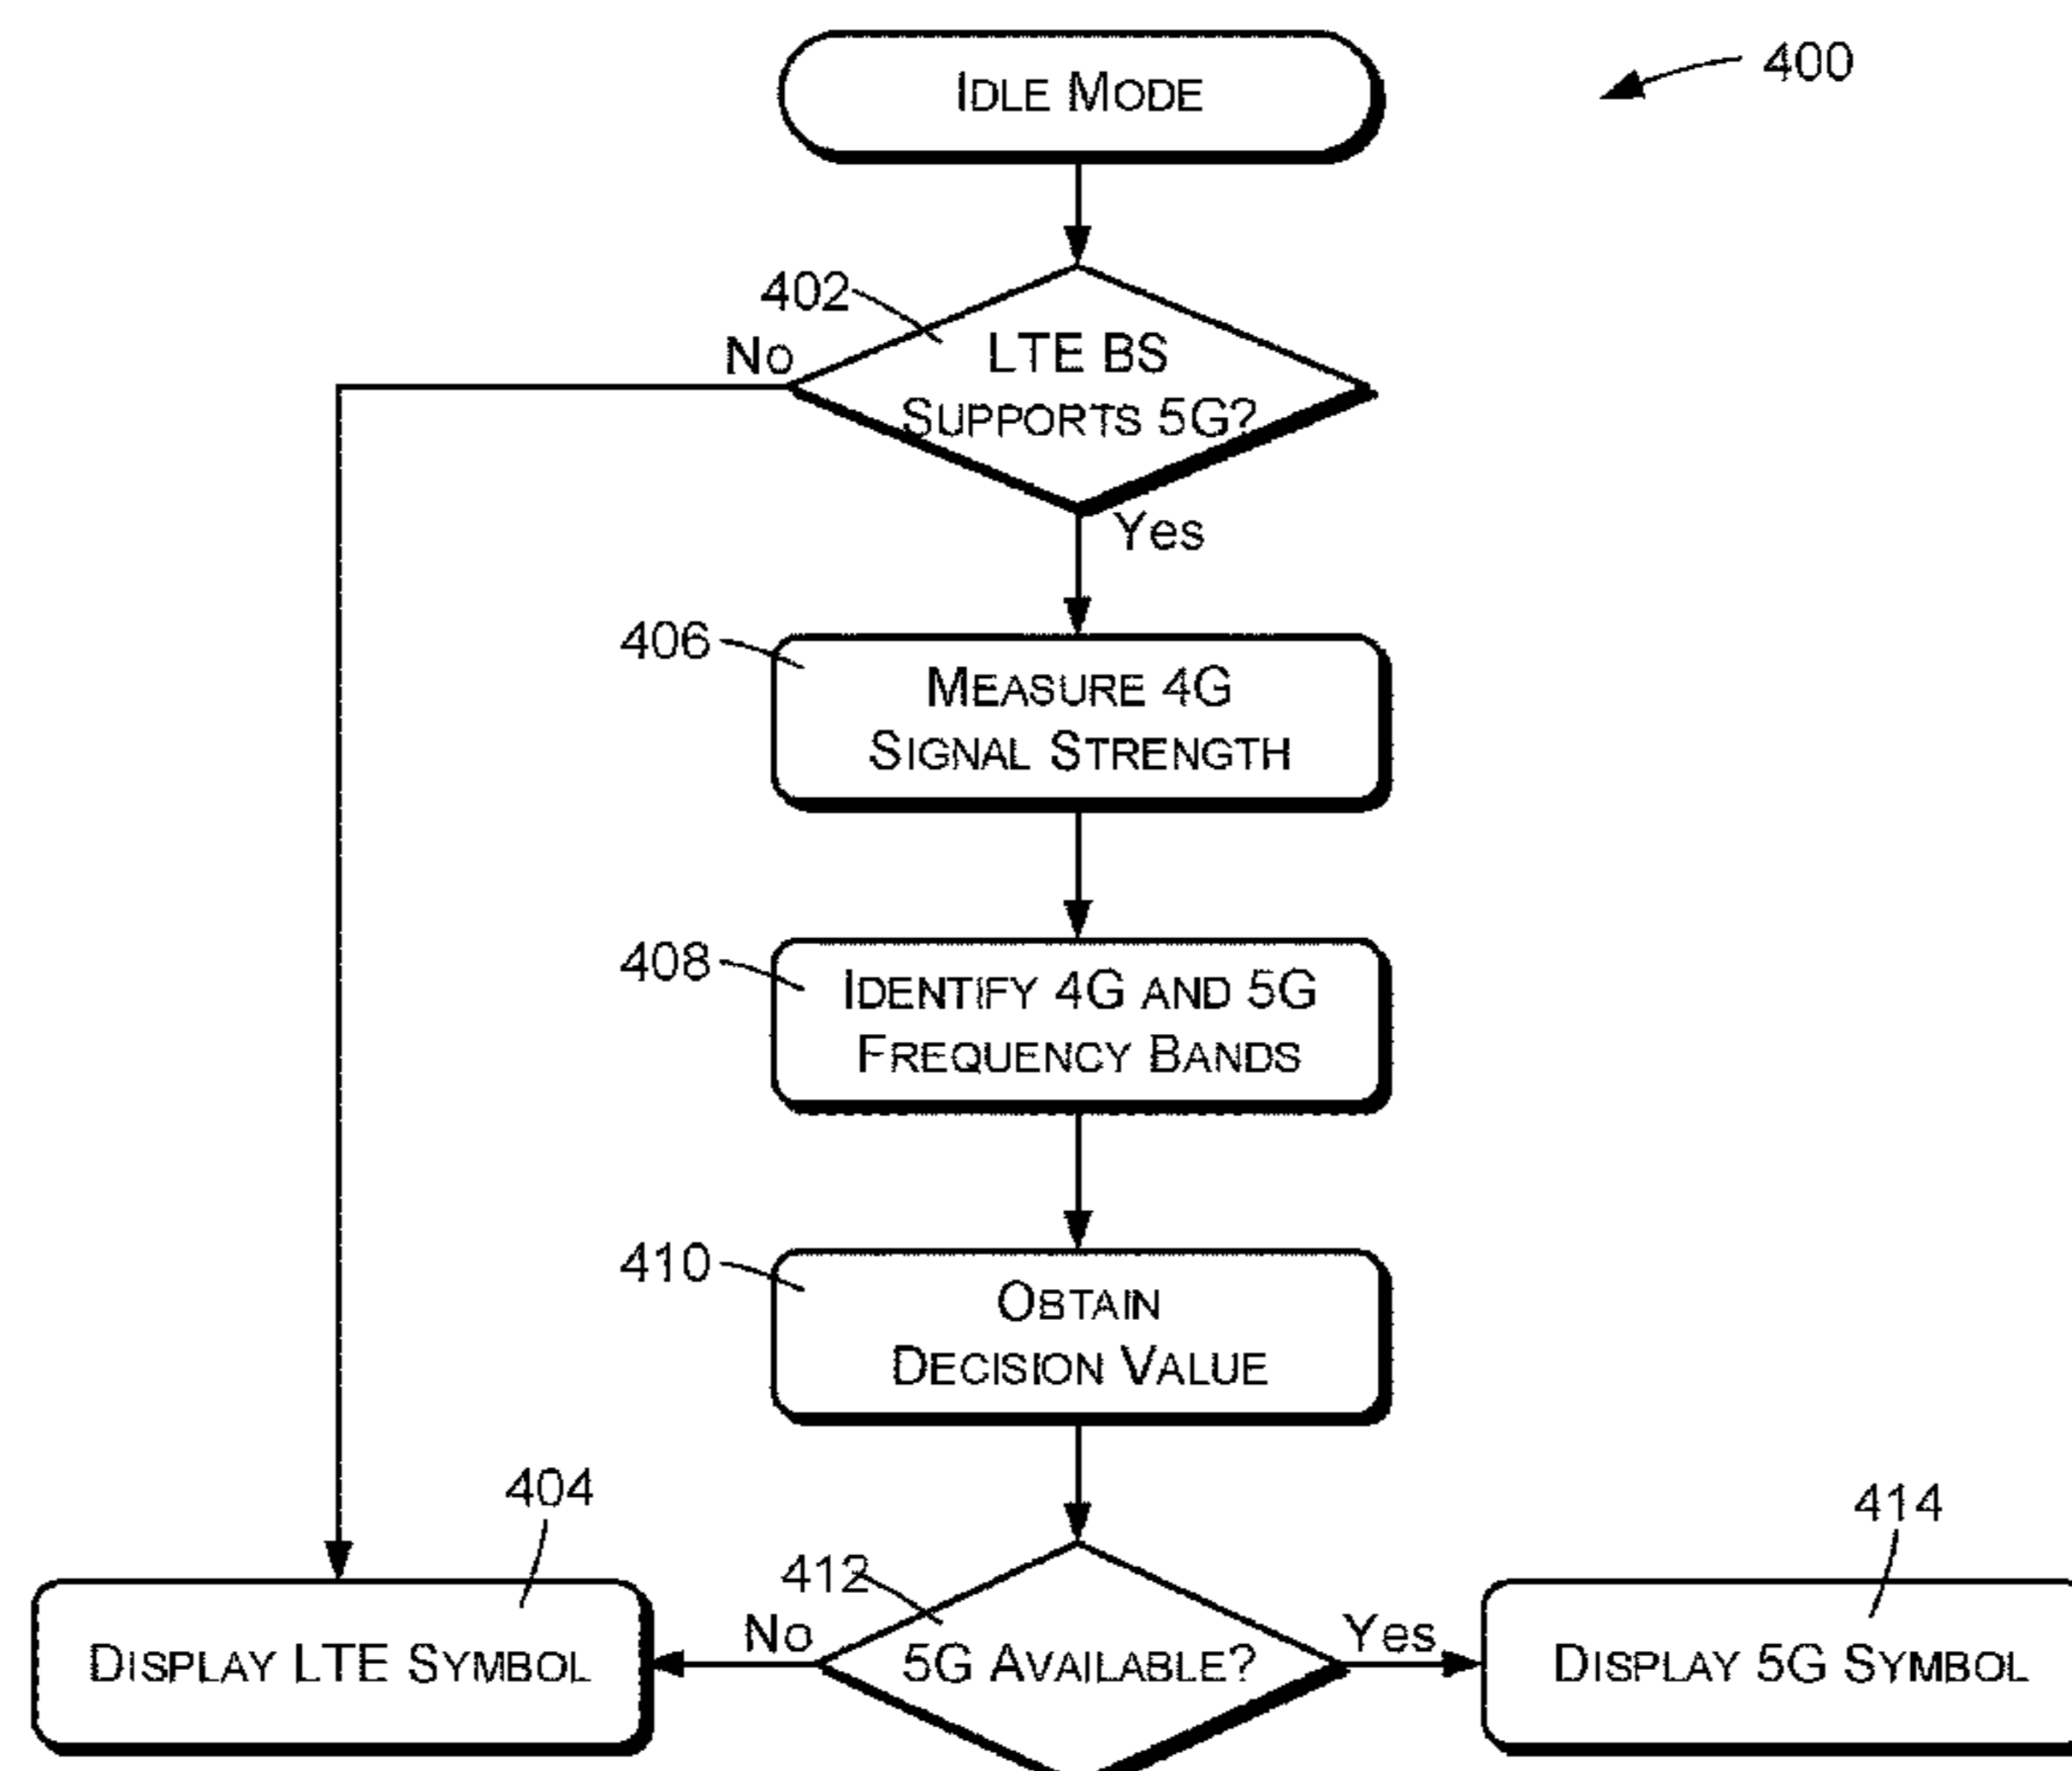 IDLE MODE
400
402
No
LTE BS
SUPPORTS 5G?
Yes
406
MEASURE 4G
SIGNAL STRENGTH
408
IDENTIFY 4G AND 5G
FREQUENCY BANDS
410
OBTAIN
DECISION VALUE
404
412
414
No
Yes
DISPLAY LTE SYMBOL
5G AVAILABLE?
DISPLAY 5G SYMBOL